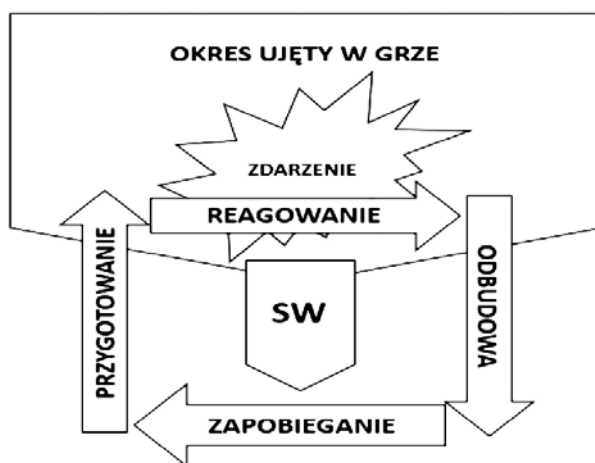 OKRES UJĘTY W GRZE
ZDARZENIE
REAGOWANIE
PRZYGOTOWANIE
ODBUDOWA
SW
ZAPOBIEGANIE